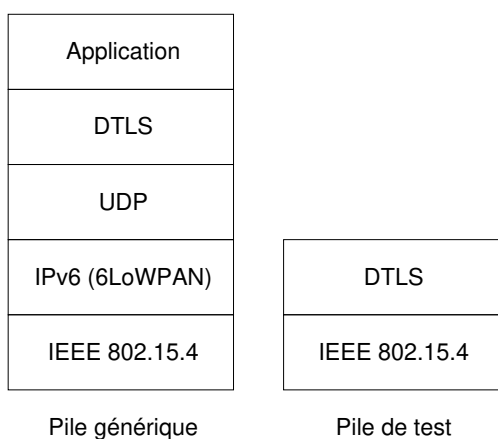 Application
DTLS
UDP
IPv6 (6LoWPAN)
IEEE 802.15.4
Pile générique
DTLS
IEEE 802.15.4
Pile de test